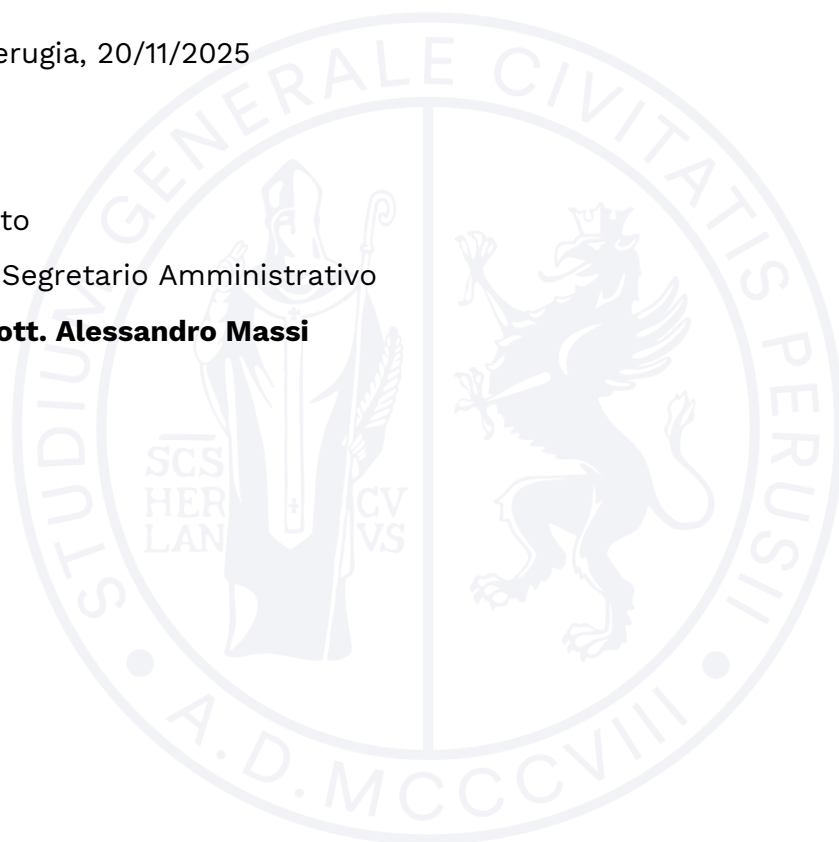 erugia, 20/11/2025
to
Segretario Amministrativo
ott. Alessandro Massi
STUDIUM GENERALE CIVITATIS PERUSII
SCS
HER
LAN
CV
VS
A.D. MCCCVIII